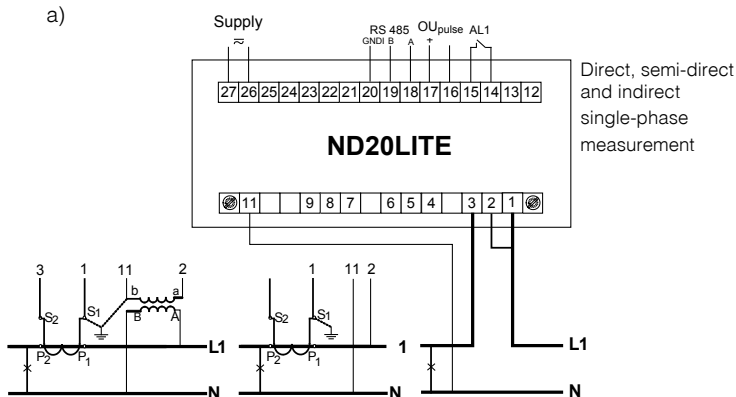 a)
Supply
RS 485 OUpulse AL1
GNDI B A +
27 26 25 24 23 22 21 20 19 18 17 16 15 14 13 12
Direct, semi-direct
and indirect
single-phase
measurement
ND20LITE
11 9 8 7 6 5 4 3 2 1
3 1 11 2
b a
S2 S1
B A
P2 P1
L1
N
1 11 2
S2 S1
P2 P1
1
N
L1
N